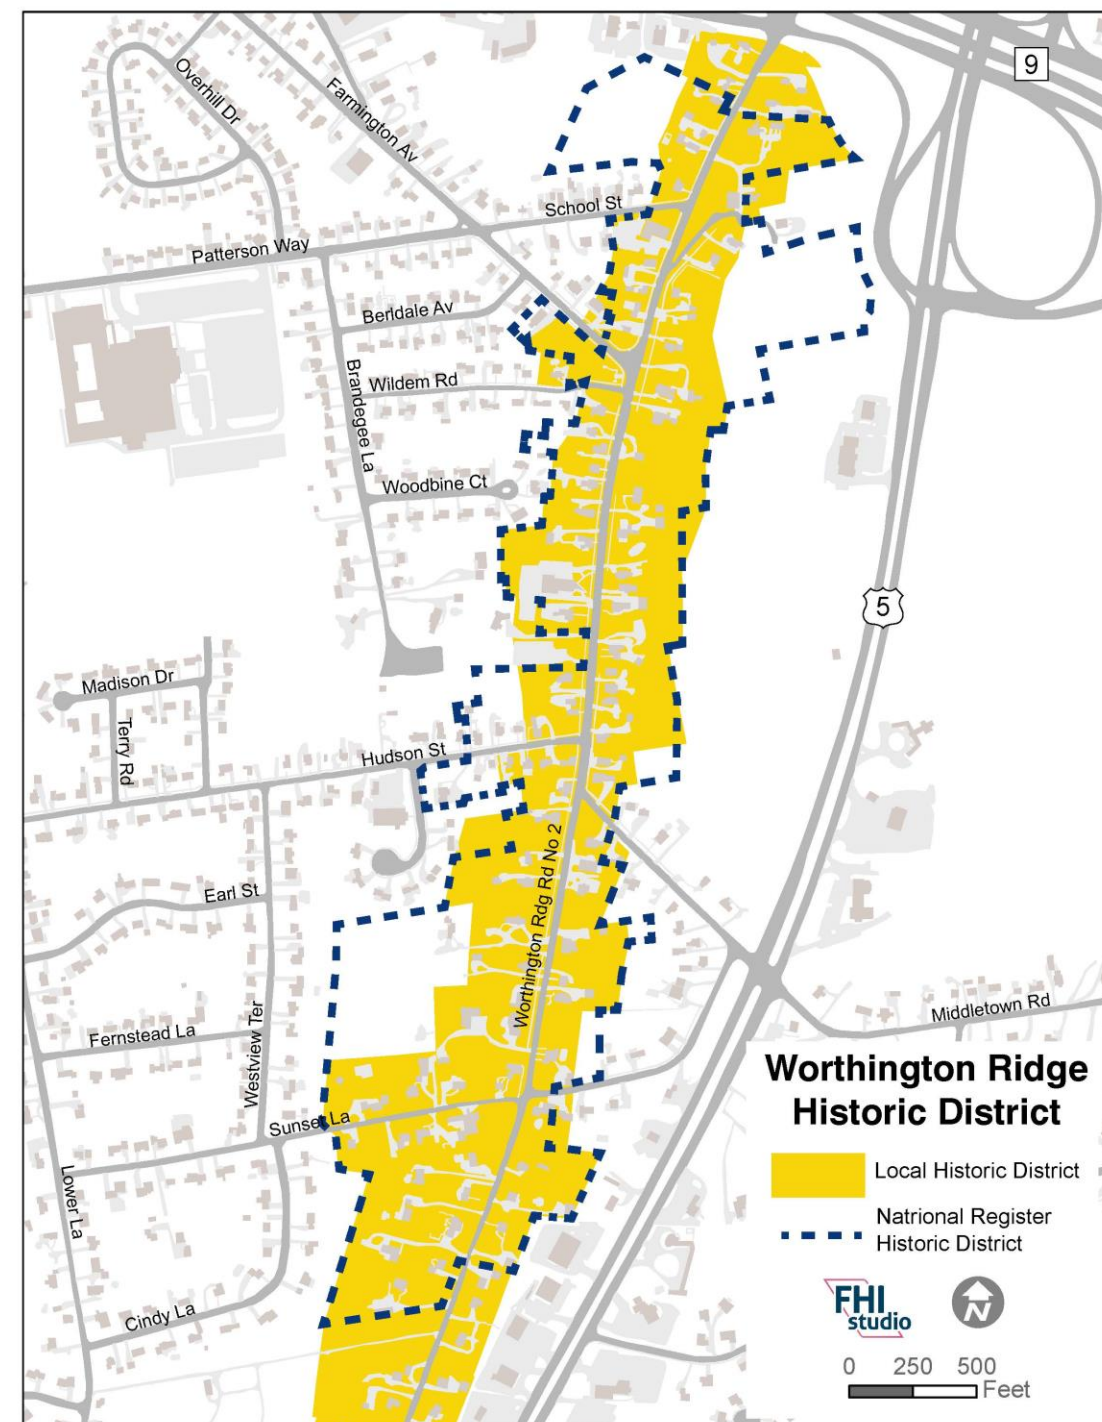 9
Overhill Dr
Farmington Av
School St
Patterson Way
Berldale Av
Brandegee La
Wildem Rd
Woodbine Ct
5
Madison Dr
Terry Rd
Hudson St
Worthington Rdg Rd No 2
Earl St
Westview Ter
Fernstead La
Middletown Rd
Sunset La
Lower La
Cindy La
Worthington Ridge
Historic District
Local Historic District
Natrional Register
Historic District
FHI
studio
N
0 250 500
Feet